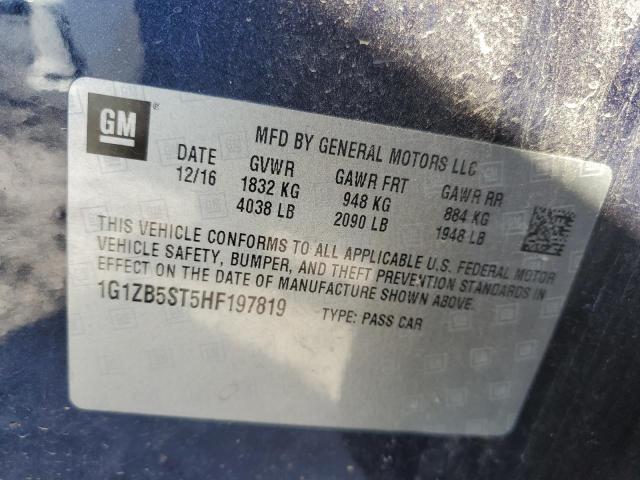 GM
MFD BY GENERAL MOTORS LLC
DATE GVWR GAWR FRT GAWR RR
12/16 1832 KG 948 KG 884 KG
4038 LB 2090 LB 1948 LB
THIS VEHICLE CONFORMS TO ALL APPLICABLE U.S. FEDERAL MOTOR
VEHICLE SAFETY, BUMPER, AND THEFT PREVENTION STANDARDS IN
EFFECT ON THE DATE OF MANUFACTURE SHOWN ABOVE.
1G1ZB5ST5HF197819 TYPE: PASS CAR